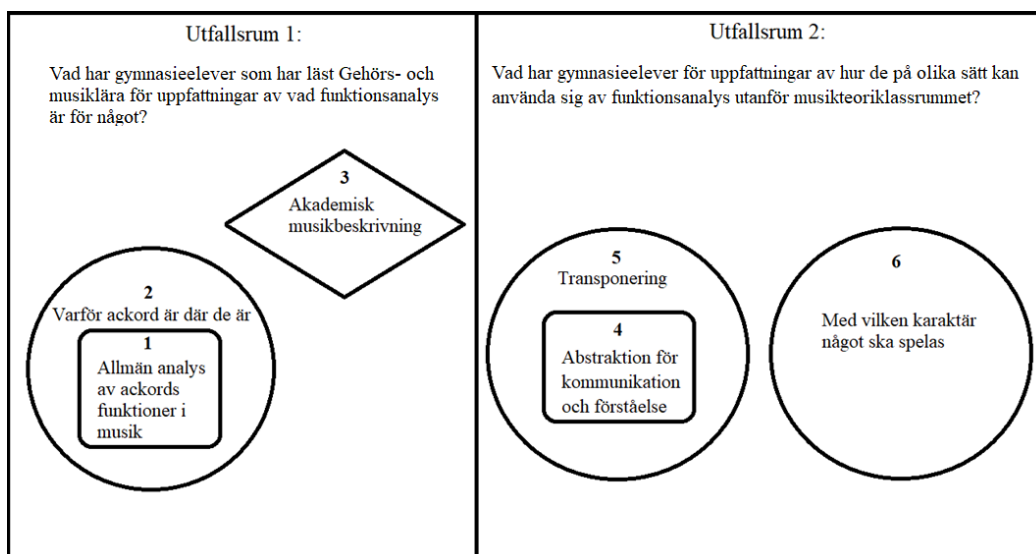 Utfallsrum 1:
Vad har gymnasieelever som har läst Gehörs- och
musiklära för uppfattningar av vad funktionsanalys
är för något?
3
Akademisk
musikbeskrivning
2
Varför ackord är där de är
1
Allmän analys
av ackords
funktioner i
musik
Utfallsrum 2:
Vad har gymnasieelever för uppfattningar av hur de på olika sätt kan
använda sig av funktionsanalys utanför musikteoriklassrummet?
5
Transponering
4
Abstraktion för
kommunikation
och förståelse
6
Med vilken karaktär
något ska spelas